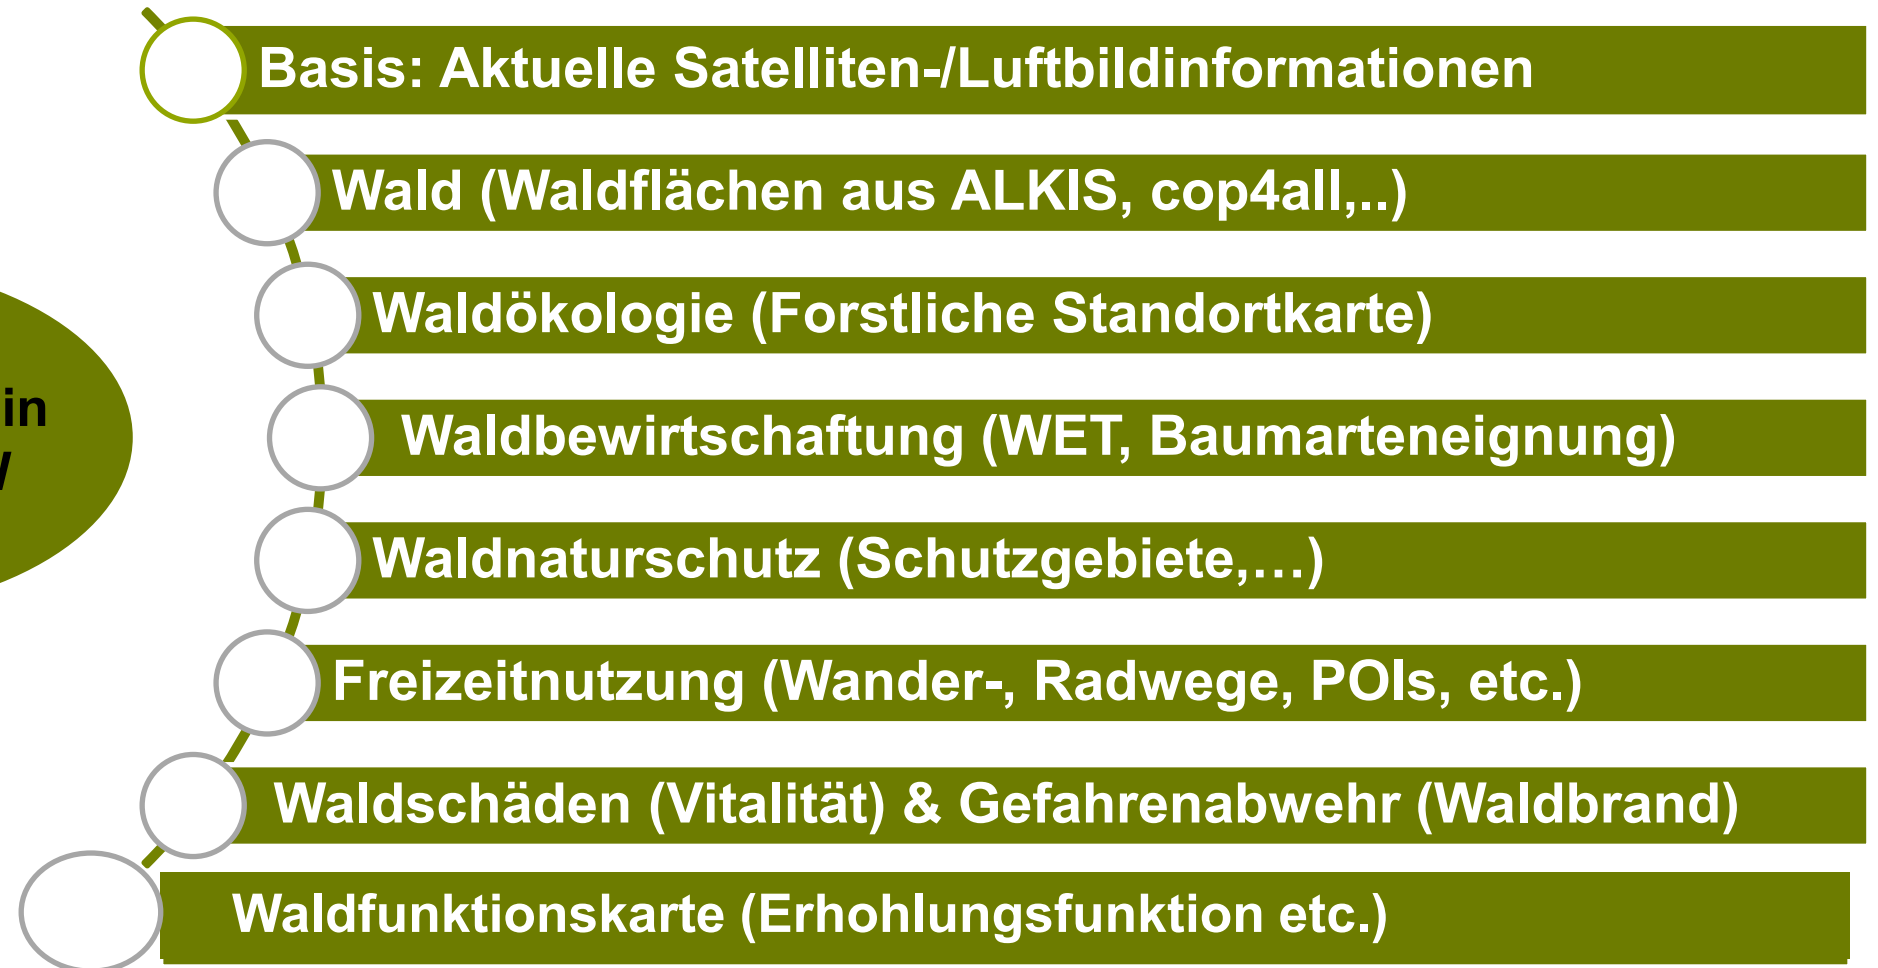 Basis: Aktuelle Satelliten-/Luftbildinformationen
Wald (Waldflächen aus ALKIS, cop4all,..)
Waldökologie (Forstliche Standortkarte)
in
Waldbewirtschaftung (WET, Baumarteneignung)
Waldnaturschutz (Schutzgebiete,…)
Freizeitnutzung (Wander-, Radwege, POIs, etc.)
Waldschäden (Vitalität) & Gefahrenabwehr (Waldbrand)
Waldfunktionskarte (Erhohlungsfunktion etc.)